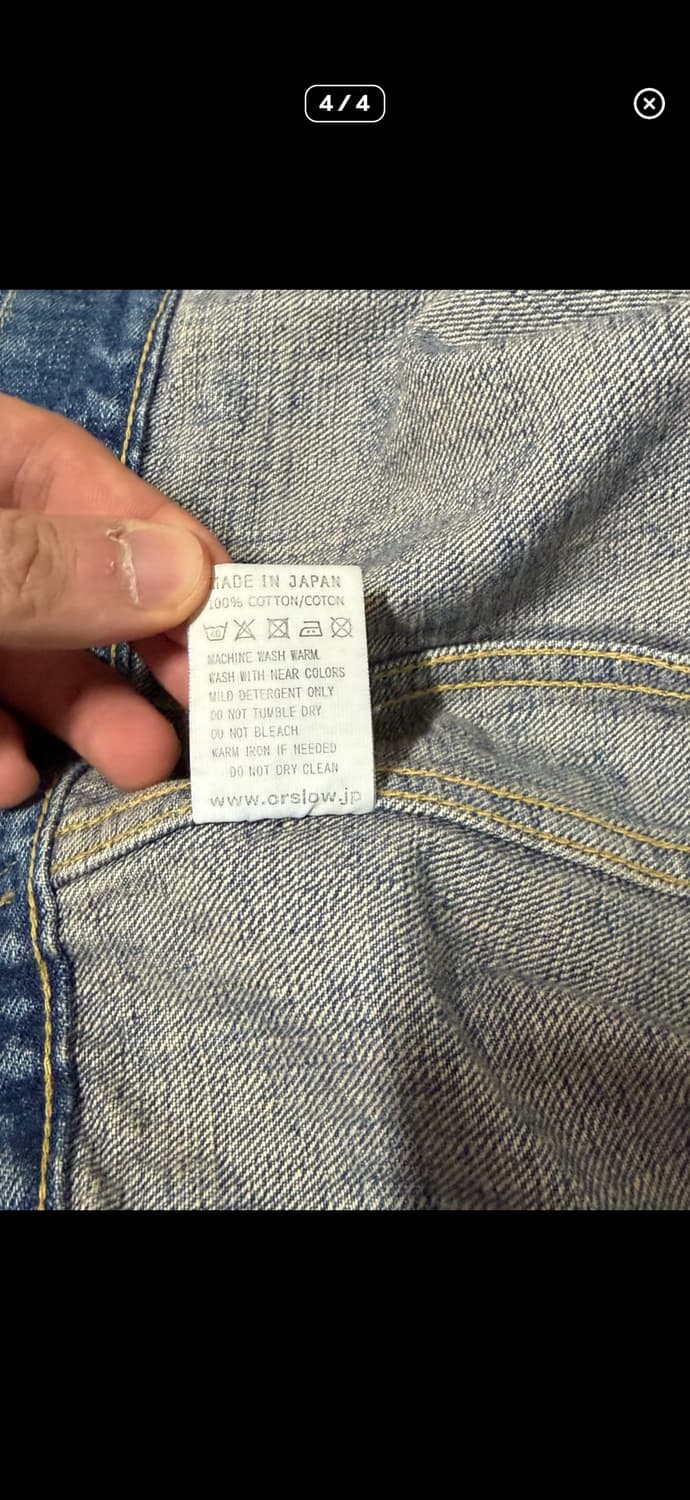 4/4
MADE IN JAPAN
100% COTTON/COTON
40
MACHINE WASH WARM.
WASH WITH NEAR COLORS
MILD DETERGENT ONLY
DO NOT TUMBLE DRY
DO NOT BLEACH
WARM IRON IF NEEDED
DO NOT DRY CLEAN
www.orslow.jp